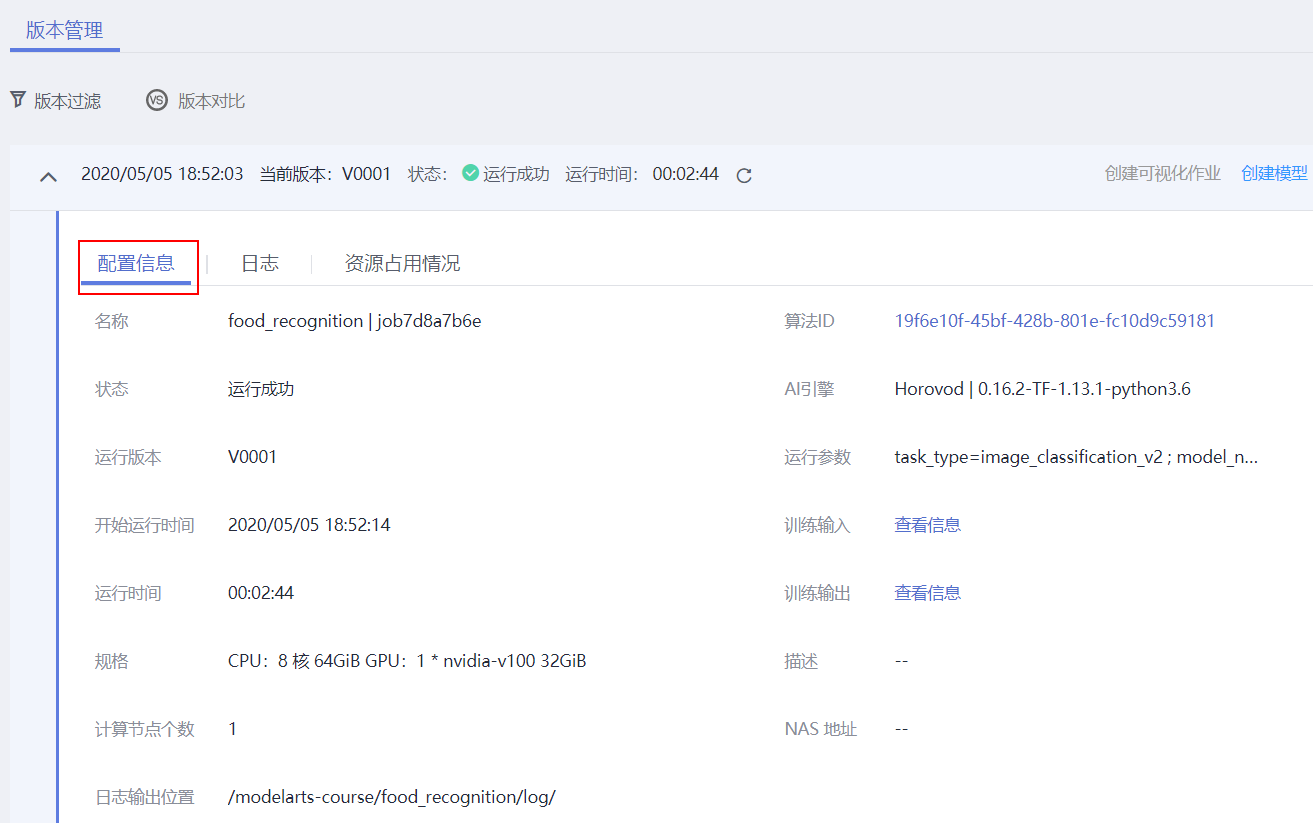 版本管理
版本过滤 VS 版本对比
2020/05/05 18:52:03 当前版本：V0001 状态： 运行成功 运行时间： 00:02:44 创建可视化作业 创建模型
配置信息 日志 资源占用情况
名称 food_recognition | job7d8a7b6e 算法ID 19f6e10f-45bf-428b-801e-fc10d9c59181
状态 运行成功 AI引擎 Horovod | 0.16.2-TF-1.13.1-python3.6
运行版本 V0001 运行参数 task_type=image_classification_v2 ; model_n...
开始运行时间 2020/05/05 18:52:14 训练输入 查看信息
运行时间 00:02:44 训练输出 查看信息
规格 CPU：8 核 64GiB GPU：1 * nvidia-v100 32GiB 描述 --
计算节点个数 1 NAS 地址 --
日志输出位置 /modelarts-course/food_recognition/log/